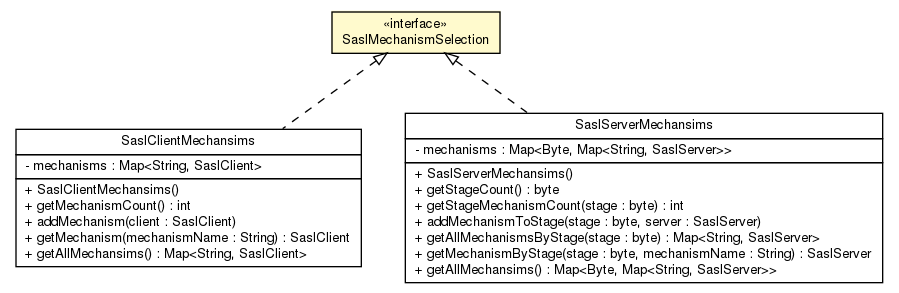 «interface»
SaslMechanismSelection
SaslClientMechansims
- mechanisms : Map<String, SaslClient>
+ SaslClientMechansims()
+ getMechanismCount() : int
+ addMechanism(client : SaslClient)
+ getMechanism(mechanismName : String) : SaslClient
+ getAllMechansims() : Map<String, SaslClient>
SaslServerMechansims
- mechanisms : Map<Byte, Map<String, SaslServer>>
+ SaslServerMechansims()
+ getStageCount() : byte
+ getStageMechanismCount(stage : byte) : int
+ addMechanismToStage(stage : byte, server : SaslServer)
+ getAllMechanismsByStage(stage : byte) : Map<String, SaslServer>
+ getMechanismByStage(stage : byte, mechanismName : String) : SaslServer
+ getAllMechansims() : Map<Byte, Map<String, SaslServer>>